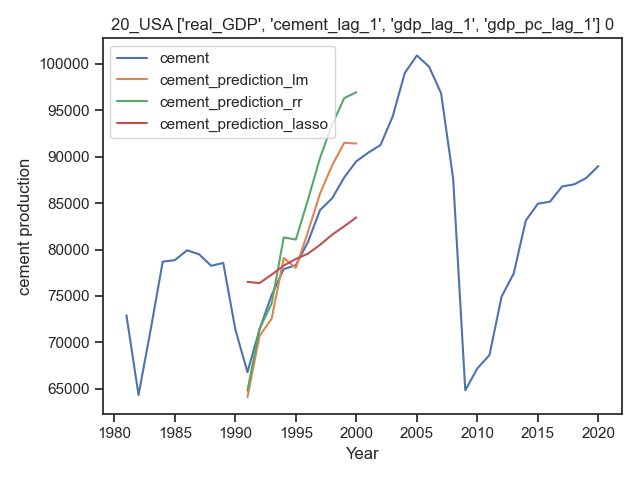 20_USA ['real_GDP', 'cement_lag_1', 'gdp_lag_1', 'gdp_pc_lag_1'] 0
cement
cement_prediction_lm
cement_prediction_rr
cement_prediction_lasso
100000
95000
90000
85000
80000
75000
70000
65000
cement production
1980 1985 1990 1995 2000 2005 2010 2015 2020
Year